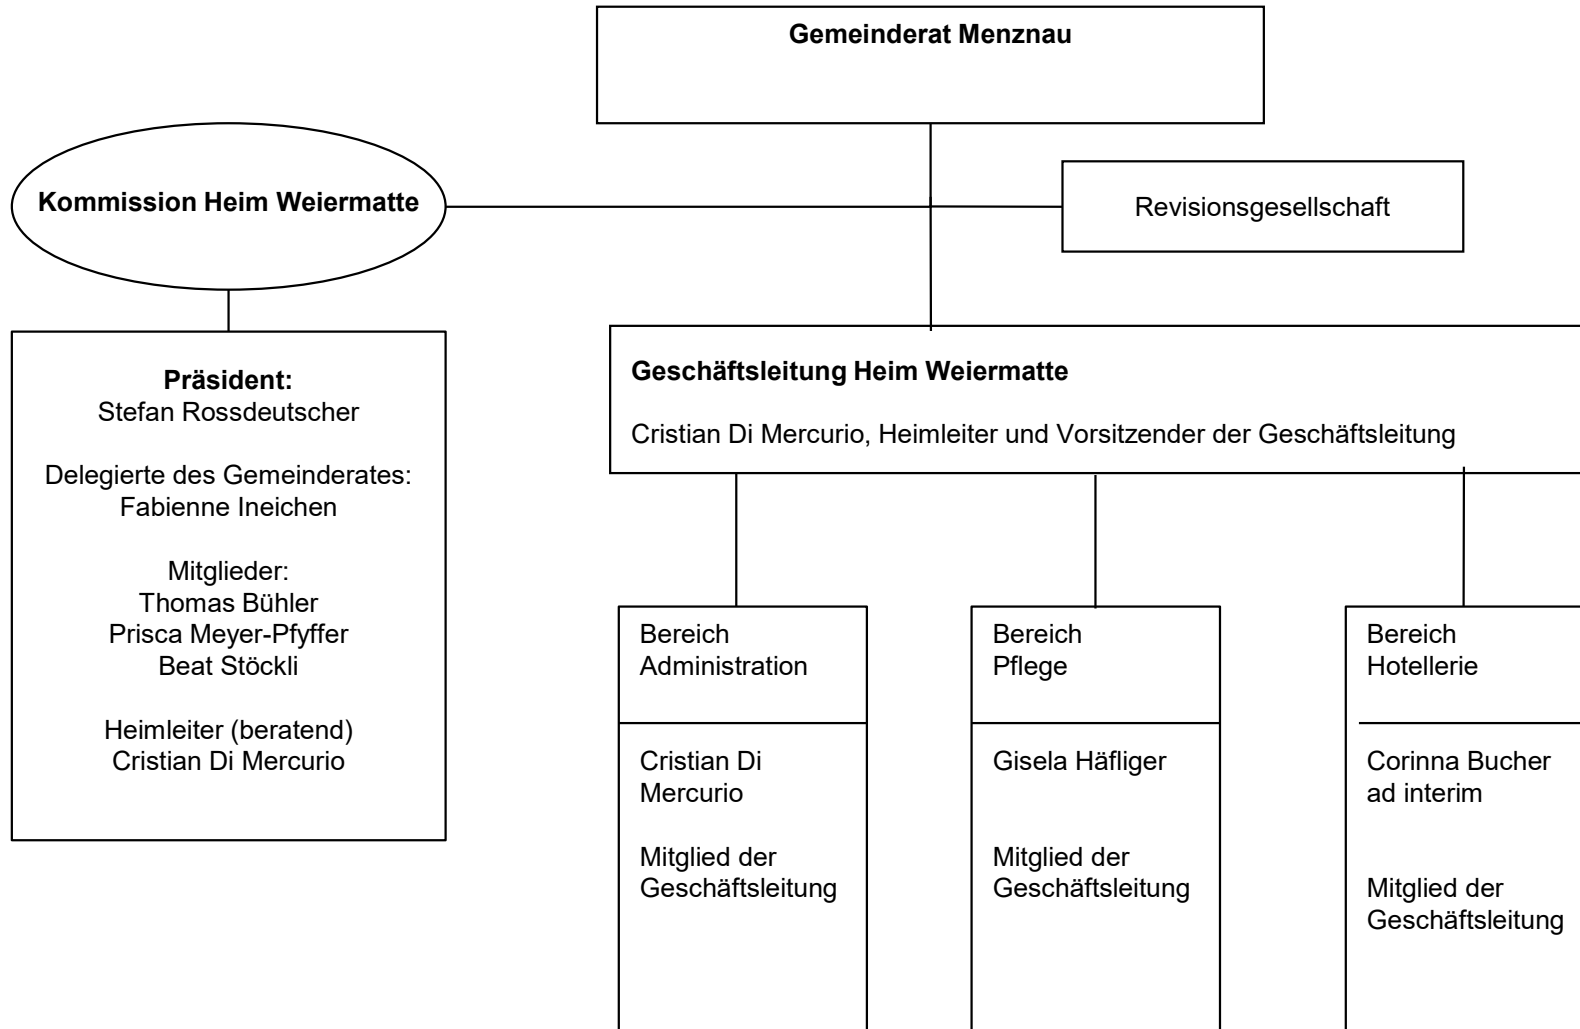 Gemeinderat Menznau
Kommission Heim Weiermatte
Revisionsgesellschaft
Präsident:
Stefan Rossdeutscher
Delegierte des Gemeinderates:
Fabienne Ineichen
Mitglieder:
Thomas Bühler
Prisca Meyer-Pfyffer
Beat Stöckli
Heimleiter (beratend)
Cristian Di Mercurio
Geschäftsleitung Heim Weiermatte
Cristian Di Mercurio, Heimleiter und Vorsitzender der Geschäftsleitung
Bereich
Administration
Cristian Di
Mercurio
Mitglied der
Geschäftsleitung
Bereich
Pflege
Gisela Häfliger
Mitglied der
Geschäftsleitung
Bereich
Hotellerie
Corinna Bucher
ad interim
Mitglied der
Geschäftsleitung